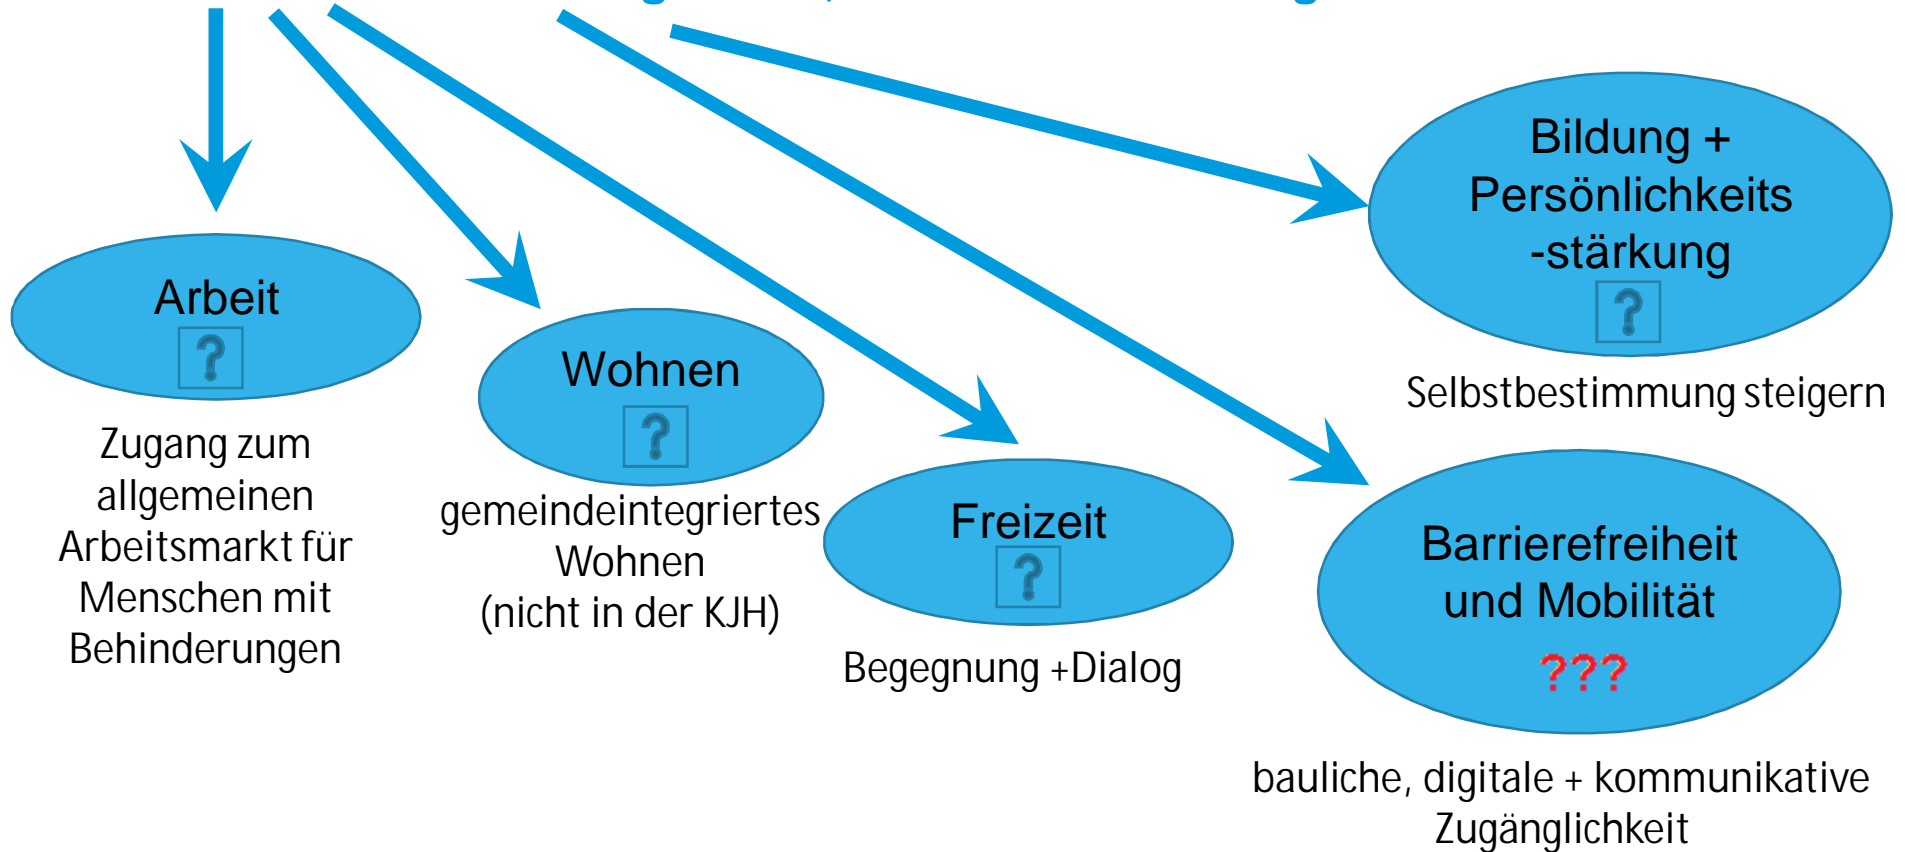 Arbeit
?
Zugang zum
allgemeinen
Arbeitsmarkt für
Menschen mit
Behinderungen
Wohnen
?
gemeindeintegriertes
Wohnen
(nicht in der KJH)
Freizeit
?
Begegnung +Dialog
Bildung +
Persönlichkeits
-stärkung
?
Selbstbestimmung steigern
Barrierefreiheit
und Mobilität
???
bauliche, digitale + kommunikative
Zugänglichkeit